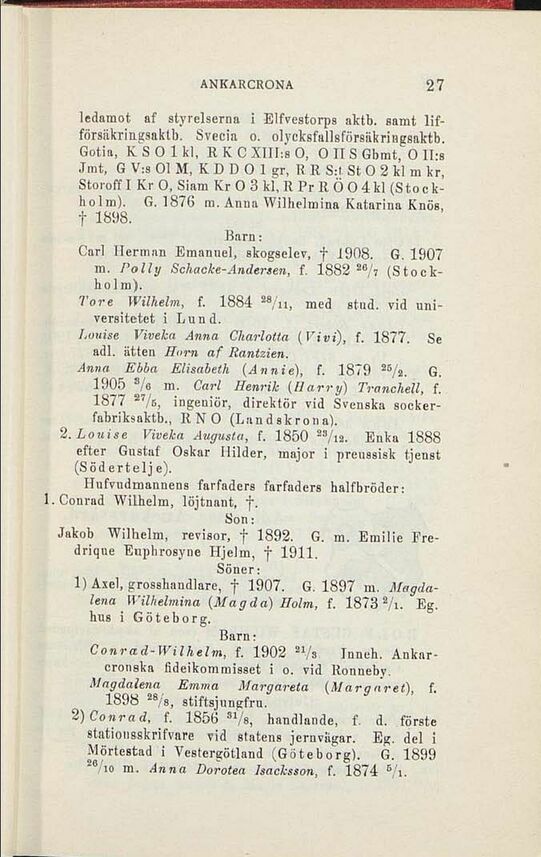 ANKARCRONA 27
ledamot af styrelserna i Elfvestorps aktb. samt lif-
försäkringsaktb. Svecia o. olycksfallsförsäkringsaktb.
Gotia, K S O 1 kl, R K C XIII:s O, O II S Gbmt, O II:s
Jmt, G V:s Ol M, K D D O 1 gr, R R S:t St O 2 kl m kr,
Storoff I Kr O, Siam Kr O 3 kl, R Pr R Ö O 4 kl (Stock-
holm). G. 1876 m. Anna Wilhelmina Katarina Knös,
† 1898.
Barn:
Carl Herman Emanuel, skogselev, † 1908. G. 1907
m. Polly Schacke-Andersen, f. 1882 26/7 (Stock-
holm).
Tore Wilhelm, f. 1884 28/11, med stud. vid uni-
versitetet i Lund.
Louise Viveka Anna Charlotta (Vivi), f. 1877. Se
adl. ätten Horn af Rantzien.
Anna Ebba Elisabeth (Annie), f. 1879 25/2. G.
1905 8/6 m. Carl Henrik (Harry) Tranchell, f.
1877 27/5, ingeniör, direktör vid Svenska socker-
fabriksaktb., R N O (Landskrona).
2. Louise Viveka Augusta, f. 1850 23/12. Enka 1888
efter Gustaf Oskar Hilder, major i preussisk tjenst
(Södertelje).
Hufvudmannens farfaders farfaders halfbröder:
1. Conrad Wilhelm, löjtnant, †.
Son:
Jakob Wilhelm, revisor, † 1892. G. m. Emilie Fre-
drique Euphrosyne Hjelm, † 1911.
Söner:
1) Axel, grosshandlare, † 1907. G. 1897 m. Magda-
lena Wilhelmina (Magda) Holm, f. 1873 2/1. Eg.
hus i Göteborg.
Barn:
Conrad-Wilhelm, f. 1902 21/8 Inneh. Ankar-
cronska fideikommisset i o. vid Ronneby.
Magdalena Emma Margareta (Margaret), f.
1898 28/8, stiftsjungfru.
2) Conrad, f. 1856 31/8, handlande, f. d. förste
stationsskrifvare vid statens jernvägar. Eg. del i
Mörtestad i Vestergötland (Göteborg). G. 1899
26/10 m. Anna Dorotea Isacksson, f. 1874 5/1.